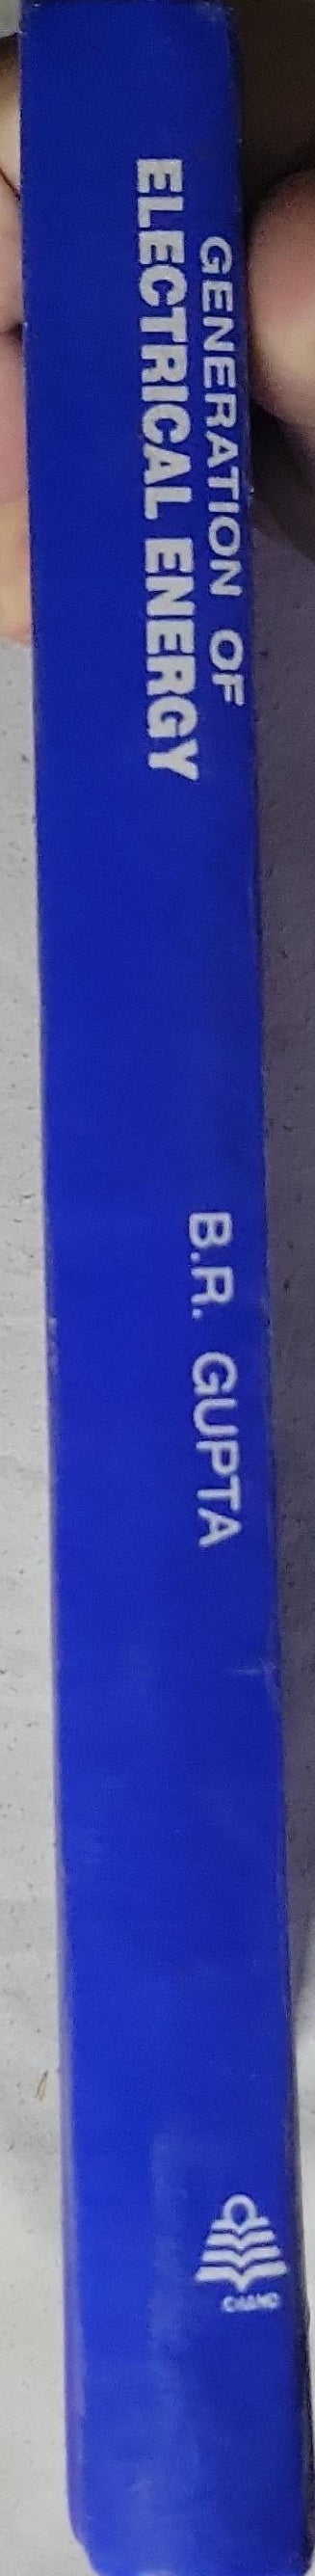 GENERATION OF
ELECTRICAL ENERGY
B.R. GUPTA
CHAND